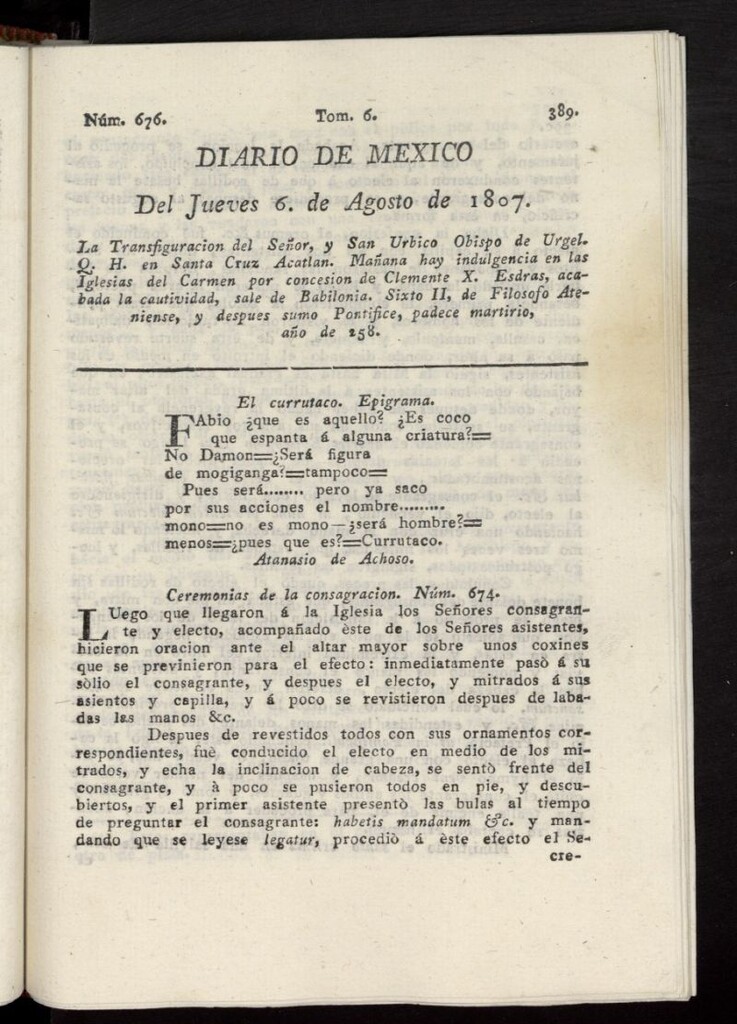 Núm. 676. Tom. 6. 389.
DIARIO DE MEXICO
Del Jueves 6. de Agosto de 1807.
La Transfiguracion del Señor, y San Urbico Obispo de Urgel.
Q. H. en Santa Cruz Acatlan. Mañana hay indulgencia en las
Iglesias del Carmen por concesion de Clemente X. Esdras, aca-
bada la cautividad, sale de Babilonia. Sixto II, de Filosofo Ate-
niense, y despues sumo Pontifice, padece martirio,
año de 258.
El currutaco. Epigrama.
FAbio ¿que es aquello? ¿Es coco
que espanta á alguna criatura?=
No Damon=¿Será figura
de mogiganga?=tampoco=
Pues será........ pero ya saco
por sus acciones el nombre.........
mono=no es mono—¿será hombre?=
menos=¿pues que es?=Currutaco.
Atanasio de Achoso.
Ceremonias de la consagracion. Núm. 674.
LUego que llegaron á la Iglesia los Señores consagran-
te y electo, acompañado èste de los Señores asistentes,
hicieron oracion ante el altar mayor sobre unos coxines
que se previnieron para el efecto: inmediatamente pasò á su
sòlio el consagrante, y despues el electo, y mitrados á sus
asientos y capilla, y á poco se revistieron despues de laba-
das las manos &c.
Despues de revestidos todos con sus ornamentos cor-
respondientes, fuè conducido el electo en medio de los mi-
trados, y echa la inclinacion de cabeza, se sentò frente del
consagrante, y à poco se pusieron todos en pie, y descu-
biertos, y el primer asistente presentò las bulas al tiempo
de preguntar el consagrante: habetis mandatum &c. y man-
dando que se leyese legatur, procediò á èste efecto el Se-
cre-